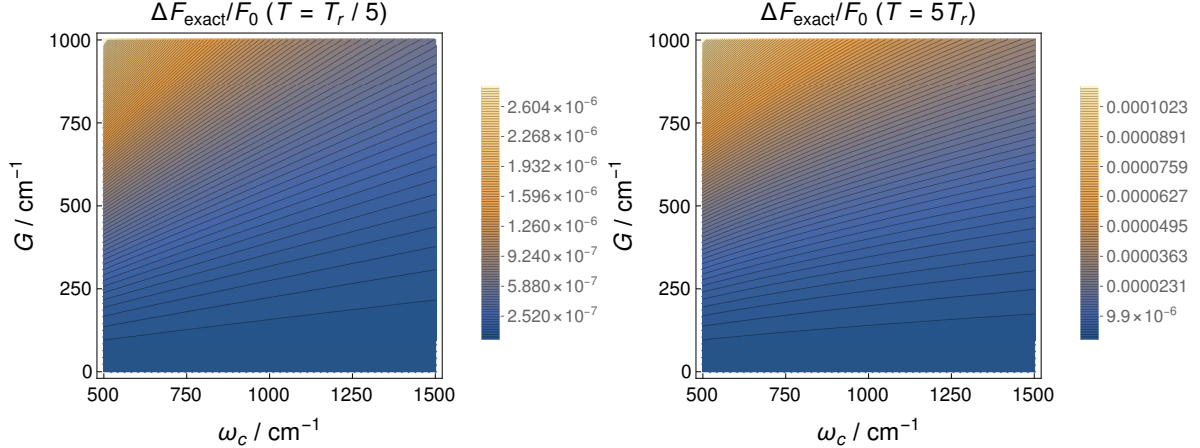 ΔF_exact/F_0 (T = T_r / 5)
1000
750
500
250
0
G / cm⁻¹
500
750
1000
1250
1500
ω_c / cm⁻¹
2.604 × 10⁻⁶
2.268 × 10⁻⁶
1.932 × 10⁻⁶
1.596 × 10⁻⁶
1.260 × 10⁻⁶
9.240 × 10⁻⁷
5.880 × 10⁻⁷
2.520 × 10⁻⁷
ΔF_exact/F_0 (T = 5T_r)
1000
750
500
250
0
G / cm⁻¹
500
750
1000
1250
1500
ω_c / cm⁻¹
0.0001023
0.0000891
0.0000759
0.0000627
0.0000495
0.0000363
0.0000231
9.9 × 10⁻⁶